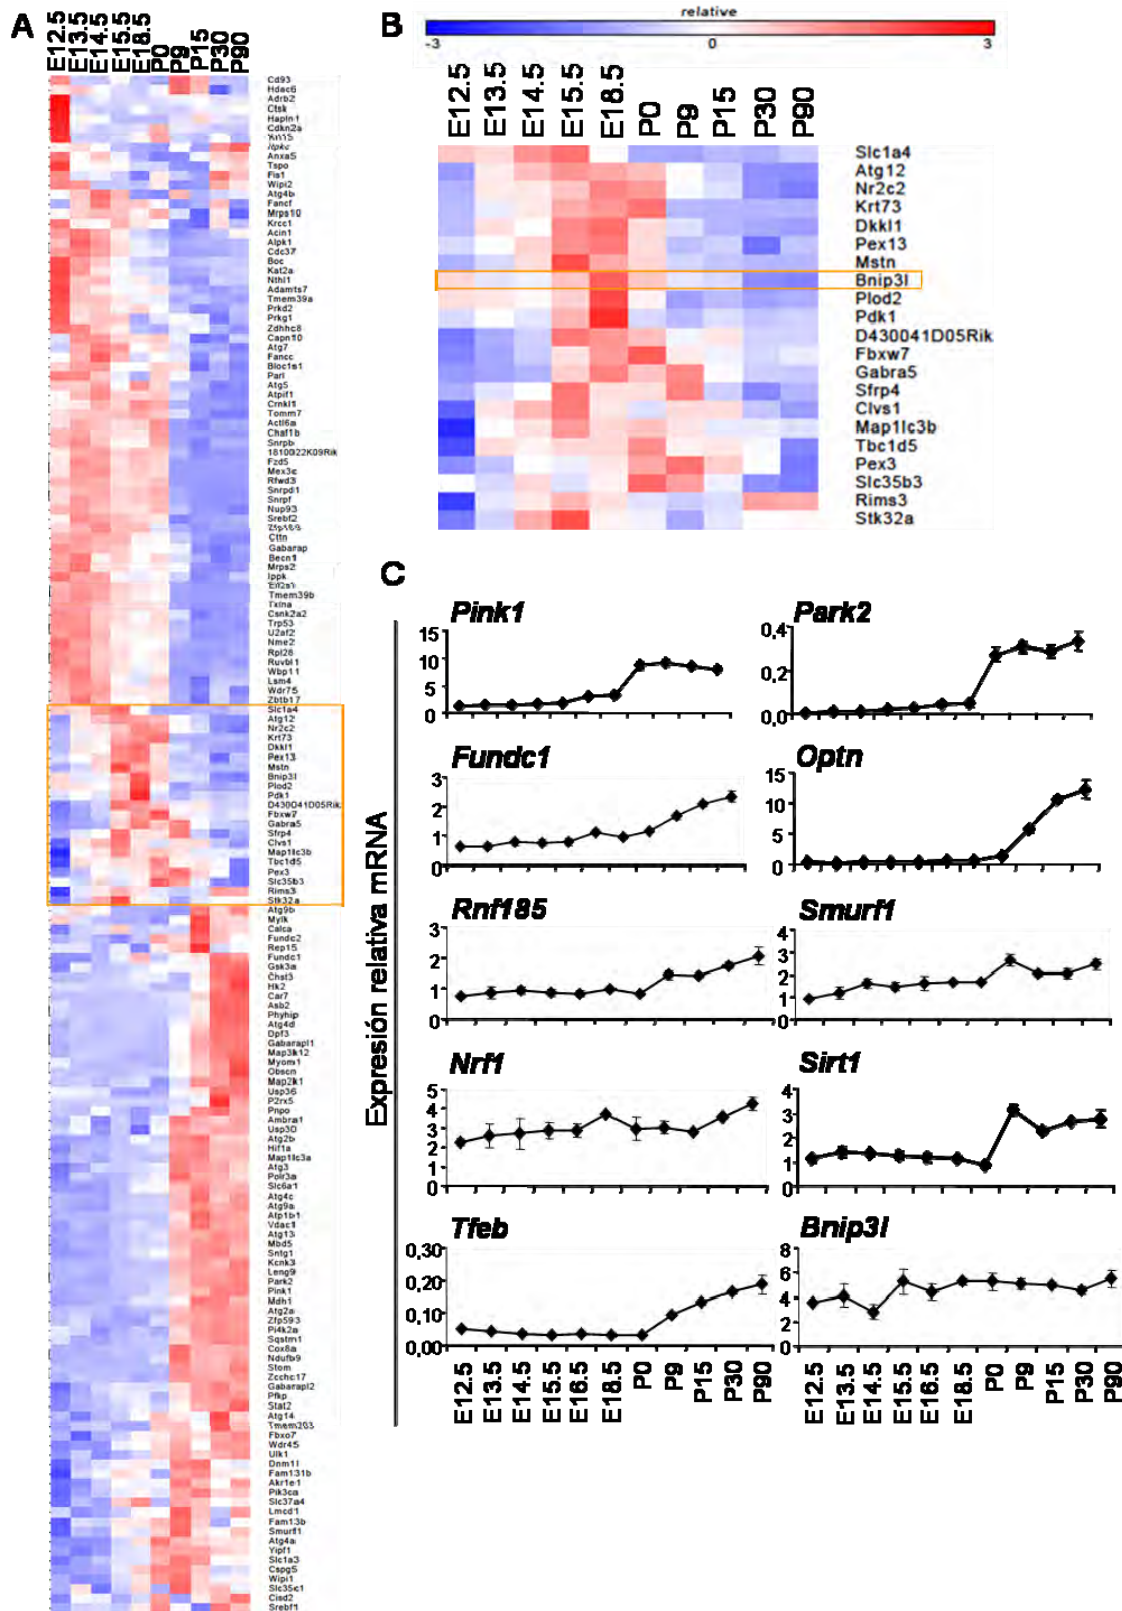 A
E12.5
E13.5
E14.5
E15.5
E18.5
P0
P9
P15
P30
P90
Cd93
Hdac6
Adrb2
Ctsk
Hapln1
Cdkn2a
Anxa5
Tspo
Fis1
Wipi2
Atg4b
Fancf
Mrps10
Krcc1
Acin1
Alpk1
Cdc37
Boc
Kat2a
Nthl1
Adamts7
Tmem39a
Prkd2
Prkg1
Zdhhc8
Capn10
Atg7
Fancc
Bloc1s1
Parl
Atg5
Atpif1
Crnkl1
Tomm7
Actl6a
Chaf1b
Snrpb
1810022K09Rik
Fzd5
Mex3c
Rfwd3
Snrpd1
Snrpf
Nup93
Srebf2
Cttn
Gabarap
Becn1
Mrps2
Ippk
Tmem39b
Txlna
Csnk2a2
Trp53
U2af2
Nme2
Rpl28
Ruvbl1
Wbp11
Lsm4
Wdr75
Zbtb17
Slc1a4
Atg12
Nr2c2
Krt73
Dkkl1
Pex13
Mstn
Bnip3l
Plod2
Pdk1
D430041D05Rik
Fbxw7
Gabra5
Sfrp4
Clvs1
Map1lc3b
Tbc1d5
Pex3
Slc35b3
Rims3
Stk32a
Atg9b
Mylk
Calca
Fundc2
Rep15
Fundc1
Gsk3a
Chst3
Hk2
Car7
Asb2
Phyhip
Atg4d
Dpf3
Gabarapl1
Map3k12
Myom1
Obscn
Map2k1
Usp36
P2rx5
Pnpo
Ambra1
Usp30
Atg2b
Hif1a
Map1lc3a
Atg3
Polr3a
Slc6a1
Atg4c
Atg9a
Atp1b1
Vdac1
Atg13
Mbd5
Sntg1
Kcnk3
Leng9
Park2
Pink1
Mdh1
Atg2a
Zfp593
Pi4k2a
Sqstm1
Cox8a
Ndufb9
Stom
Zcchc17
Gabarapl2
Pfkp
Stat2
Atg14
Tmem203
Fbxo7
Wdr45
Ulk1
Dnm1l
Fam131b
Akr1e1
Pik3ca
Slc37a4
Lmcd1
Fam13b
Smurf1
Atg4a
Yipf1
Slc1a3
Cspg5
Wipi1
Slc35c1
Cisd2
Srebf1
B
relative
-3 0 3
E12.5
E13.5
E14.5
E15.5
E18.5
P0
P9
P15
P30
P90
Slc1a4
Atg12
Nr2c2
Krt73
Dkkl1
Pex13
Mstn
Bnip3l
Plod2
Pdk1
D430041D05Rik
Fbxw7
Gabra5
Sfrp4
Clvs1
Map1lc3b
Tbc1d5
Pex3
Slc35b3
Rims3
Stk32a
C
Expresión relativa mRNA
Pink1
15
10
5
0
Park2
0,4
0,2
0,0
Fundc1
3
2
1
0
Optn
15
10
5
0
Rnf185
3
2
1
0
Smurf1
4
3
2
1
0
Nrf1
5
4
3
2
1
0
Sirt1
4
3
2
1
0
Tfeb
0,30
0,20
0,10
0,00
Bnip3l
8
6
4
2
0
E12.5
E13.5
E14.5
E15.5
E16.5
E18.5
P0
P9
P15
P30
P90
E12.5
E13.5
E14.5
E15.5
E16.5
E18.5
P0
P9
P15
P30
P90